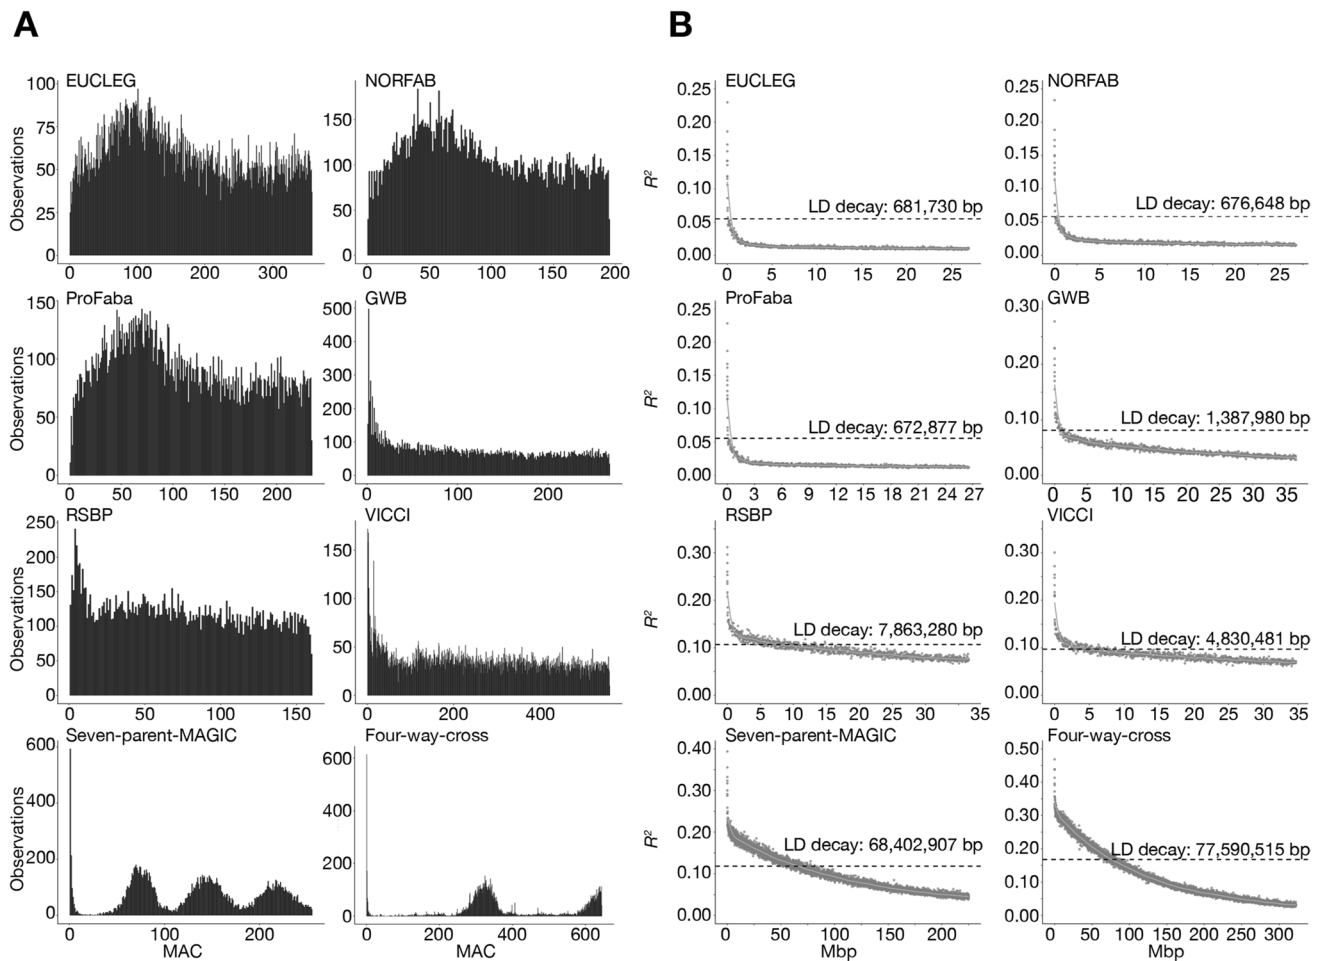 A
B
EUCLEG
NORFAB
EUCLEG
NORFAB
Observations
100
75
50
25
0
0 100 200 300
150
100
50
0
0 50 100 150 200
R²
0.25
0.20
0.15
0.10
0.05
0.00
LD decay: 681,730 bp
0 5 10 15 20 25
0.25
0.20
0.15
0.10
0.05
0.00
LD decay: 676,648 bp
0 5 10 15 20 25
ProFaba
GWB
ProFaba
GWB
Observations
150
100
50
0
0 50 100 150 200
500
400
300
200
100
0
0 100 200
R²
0.25
0.20
0.15
0.10
0.05
0.00
LD decay: 672,877 bp
0 3 6 9 12 15 18 21 24 27
0.30
0.20
0.10
0.00
LD decay: 1,387,980 bp
0 5 10 15 20 25 30 35
RSBP
VICCI
RSBP
VICCI
Observations
250
200
150
100
50
0
0 50 100 150
150
100
50
0
0 200 400
R²
0.30
0.20
0.10
0.00
LD decay: 7,863,280 bp
0 5 10 15 20 25 30 35
0.30
0.20
0.10
0.00
LD decay: 4,830,481 bp
0 5 10 15 20 25 30 35
Seven-parent-MAGIC
Four-way-cross
Seven-parent-MAGIC
Four-way-cross
Observations
600
400
200
0
0 100 200
MAC
600
400
200
0
0 200 400 600
MAC
R²
0.40
0.30
0.20
0.10
0.00
LD decay: 68,402,907 bp
0 50 100 150 200
Mbp
0.50
0.40
0.30
0.20
0.10
0.00
LD decay: 77,590,515 bp
0 50 100 150 200 250 300
Mbp